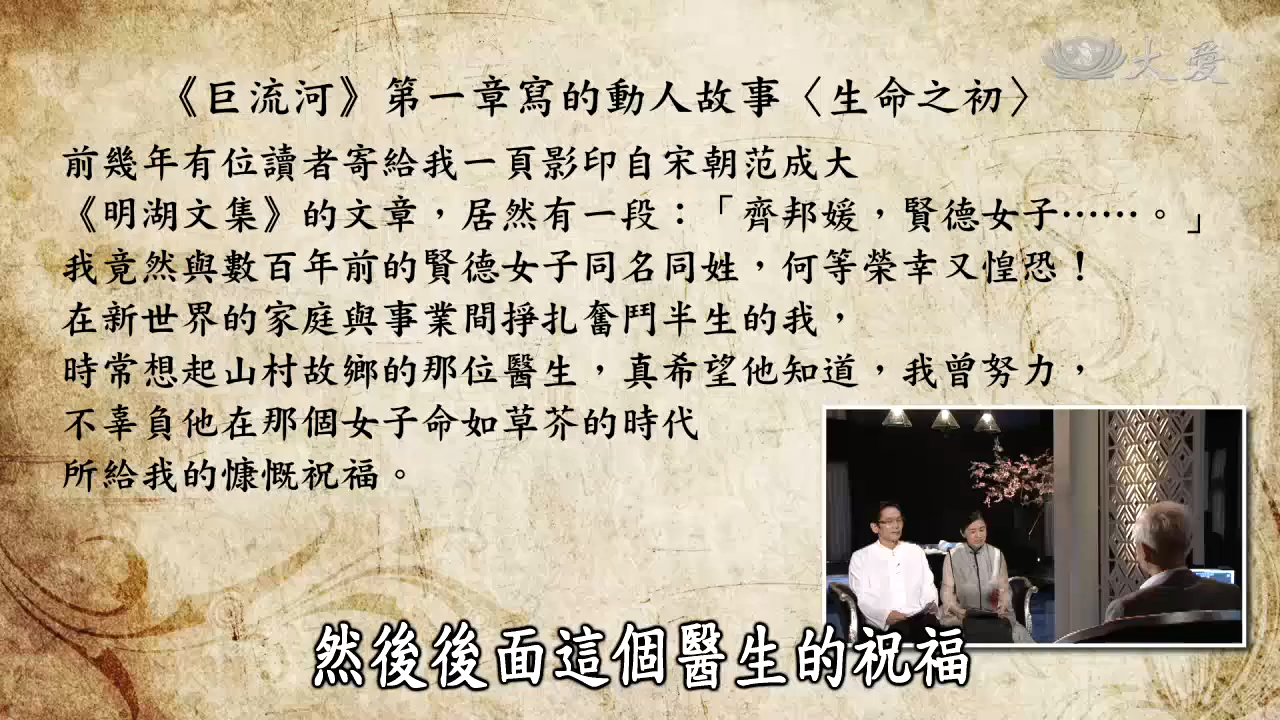 大愛
《巨流河》第一章寫的動人故事〈生命之初〉
前幾年有位讀者寄給我一頁影印自宋朝范成大
《明湖文集》的文章，居然有一段：「齊邦媛，賢德女子……。」
我竟然與數百年前的賢德女子同名同姓，何等榮幸又惶恐！
在新世界的家庭與事業間掙扎奮鬥半生的我，
時常想起山村故鄉的那位醫生，真希望他知道，我曾努力，
不辜負他在那個女子命如草芥的時代
所給我的慷慨祝福。
然後後面這個醫生的祝福